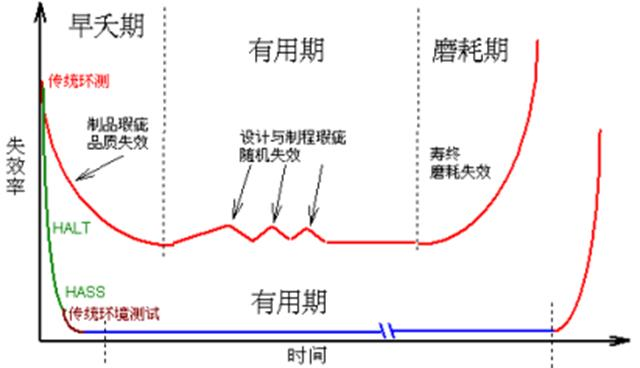 早夭期
有用期
磨耗期
传统环测
制品瑕疵
品质失效
设计与制程瑕疵
随机失效
寿终
磨耗失效
失效率
HALT
HASS
传统环境测试
有用期
时间